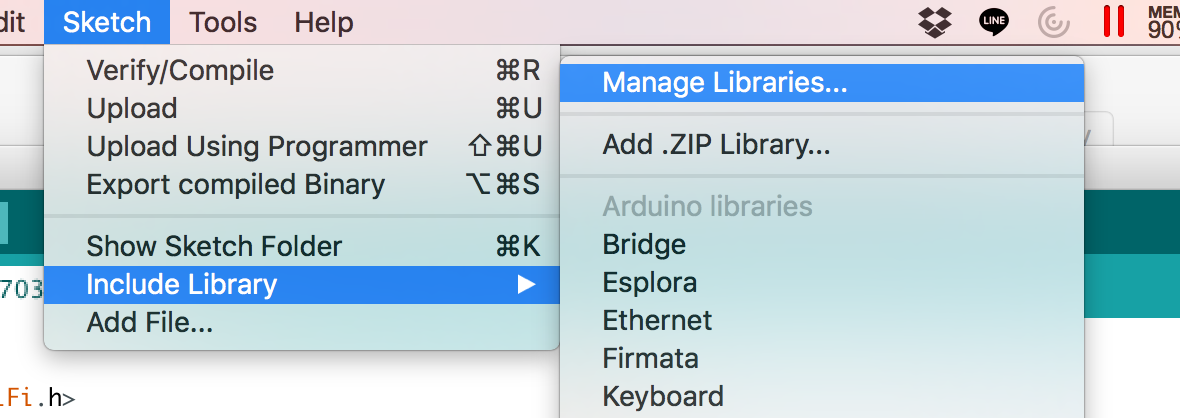 dit Sketch Tools Help LINE MEM
90%
Verify/Compile ⌘R
Upload ⌘U
Upload Using Programmer ⇧⌘U
Export compiled Binary ⌥⌘S
Show Sketch Folder ⌘K
Include Library ▶
Add File...
Manage Libraries...
Add .ZIP Library...
Arduino libraries
Bridge
Esplora
Ethernet
Firmata
Keyboard
703
Fi.h>